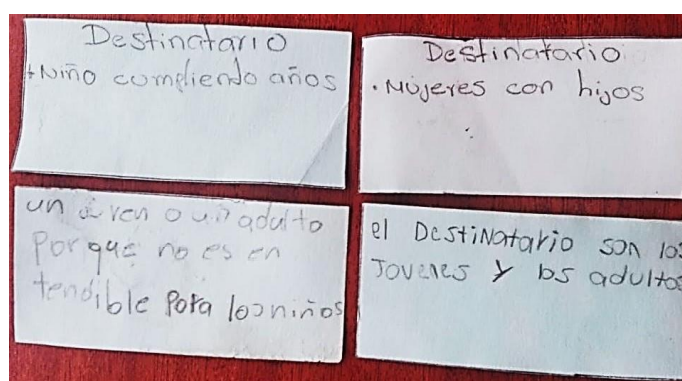 Destinatario
+ Niño cumpliendo años
Destinatario
· Mujeres con hijos
un joven o un adulto
Porque no es en
tendible Para los niños
el Destinatario son los
Jovenes y los adultos